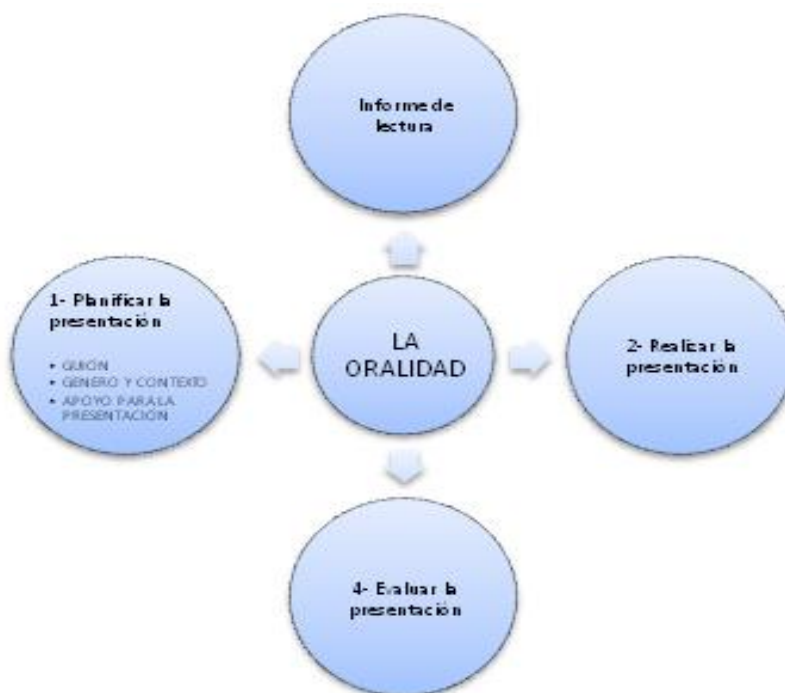 Informe de
lectura
1- Planificar la
presentación
• GUIÓN
• GENERO Y CONTEXTO
• APOYO PARA LA
PRESENTACIÓN
LA
ORALIDAD
2- Realizar la
presentación
4- Evaluar la
presentación